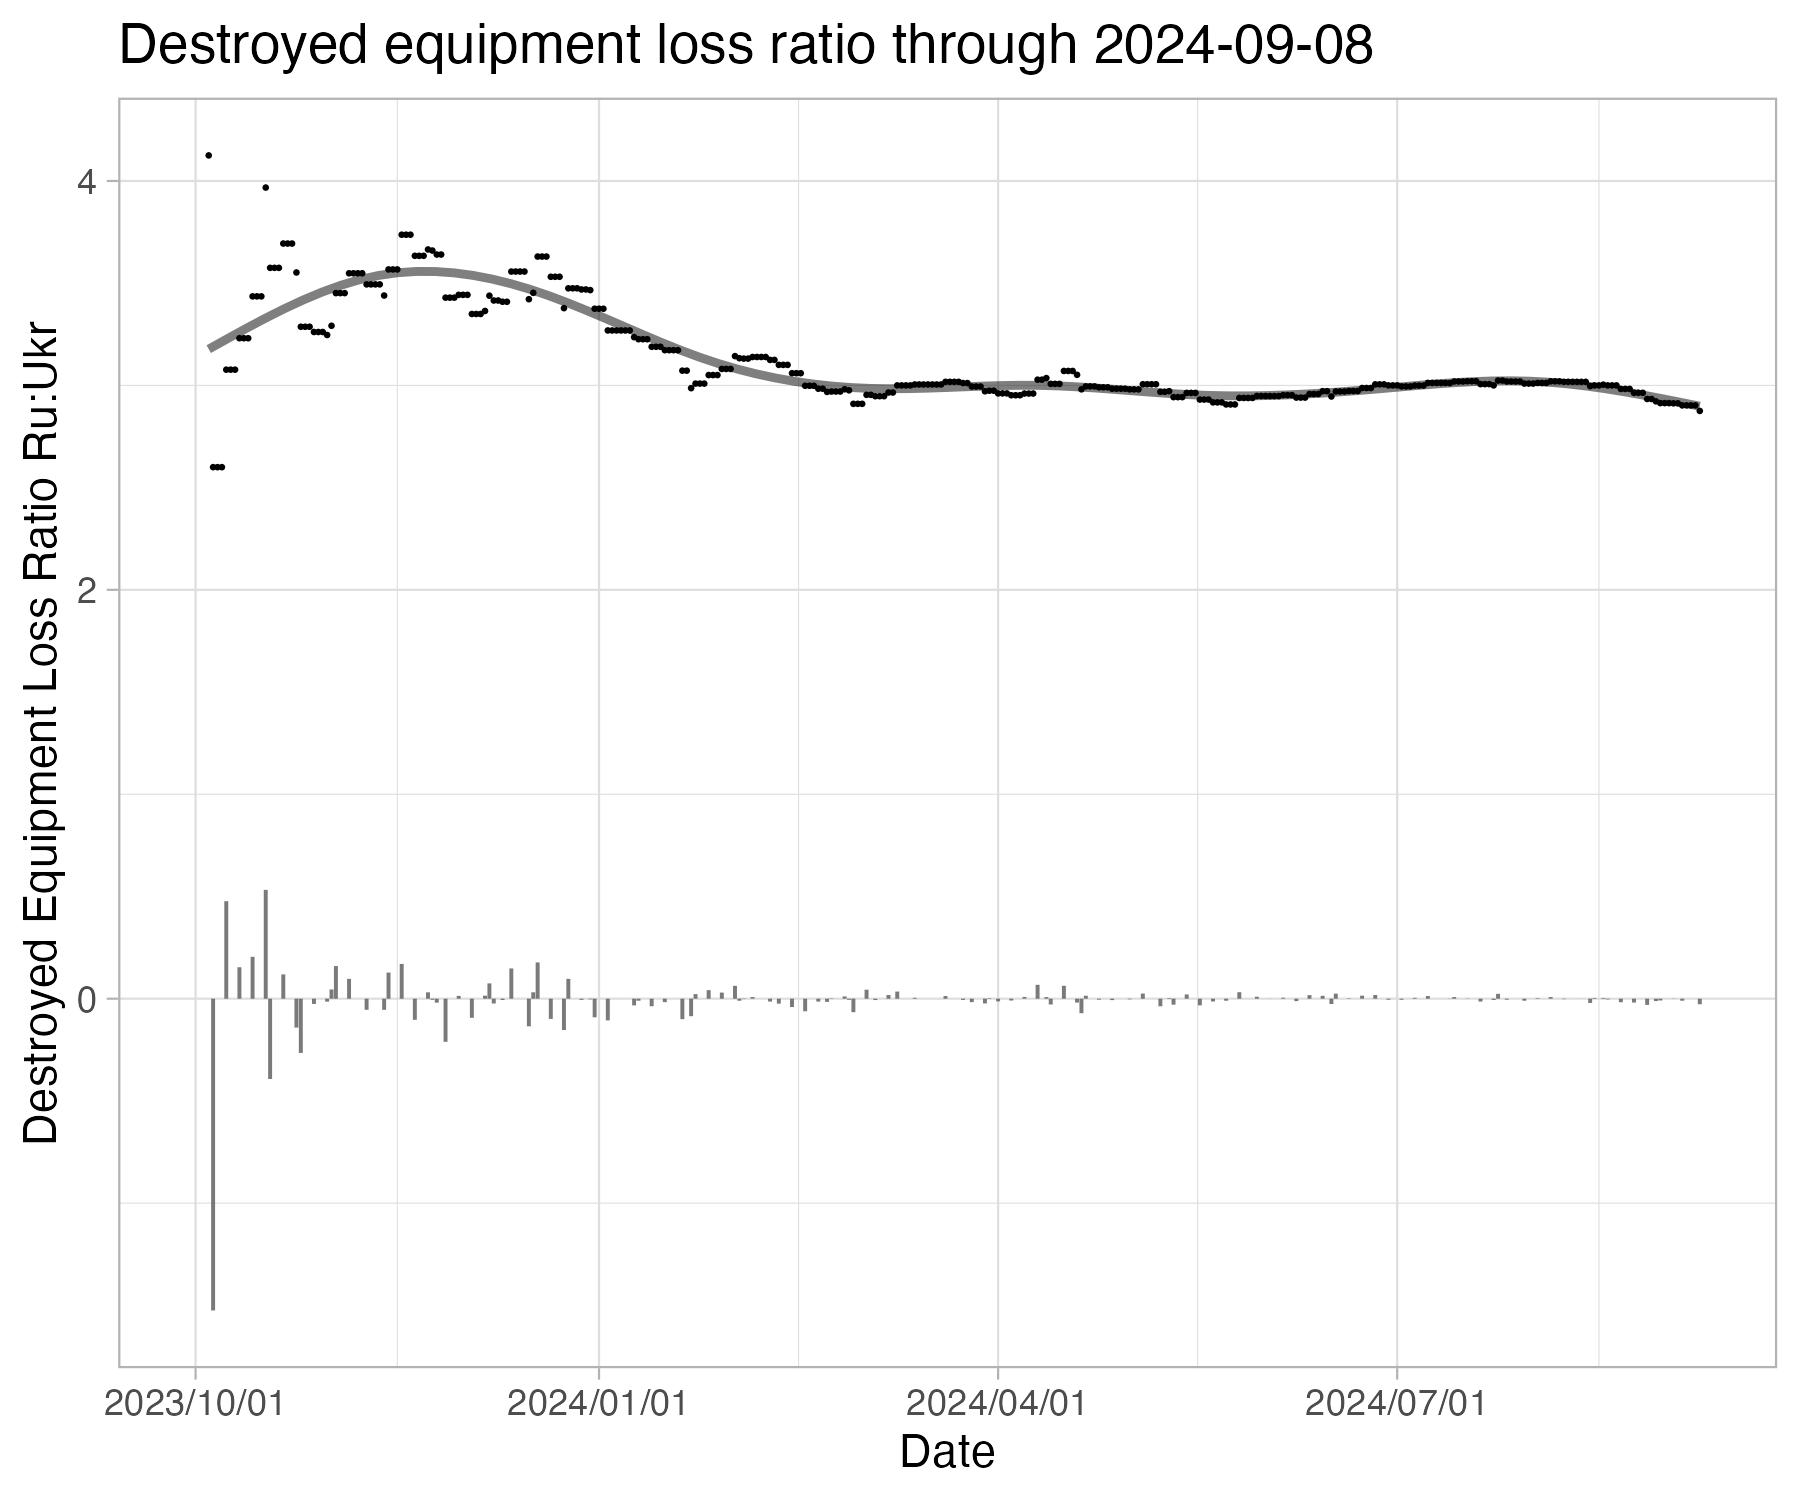 Destroyed equipment loss ratio through 2024-09-08
Destroyed Equipment Loss Ratio Ru:Ukr
4
2
0
2023/10/01
2024/01/01
2024/04/01
2024/07/01
Date